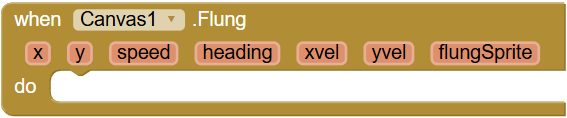 when Canvas1 .Flung
x y speed heading xvel yvel flungSprite
do